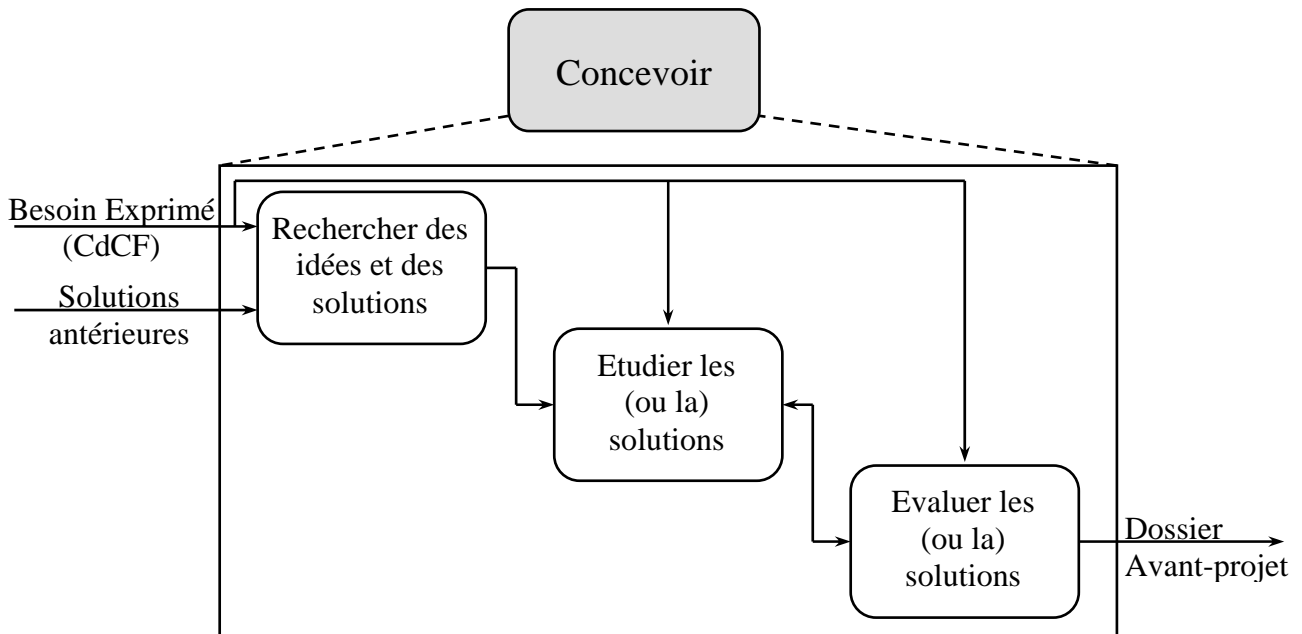 Concevoir
Besoin Exprimé
(CdCF)
Solutions
antérieures
Rechercher des
idées et des
solutions
Etudier les
(ou la)
solutions
Evaluer les
(ou la)
solutions
Dossier
Avant-projet